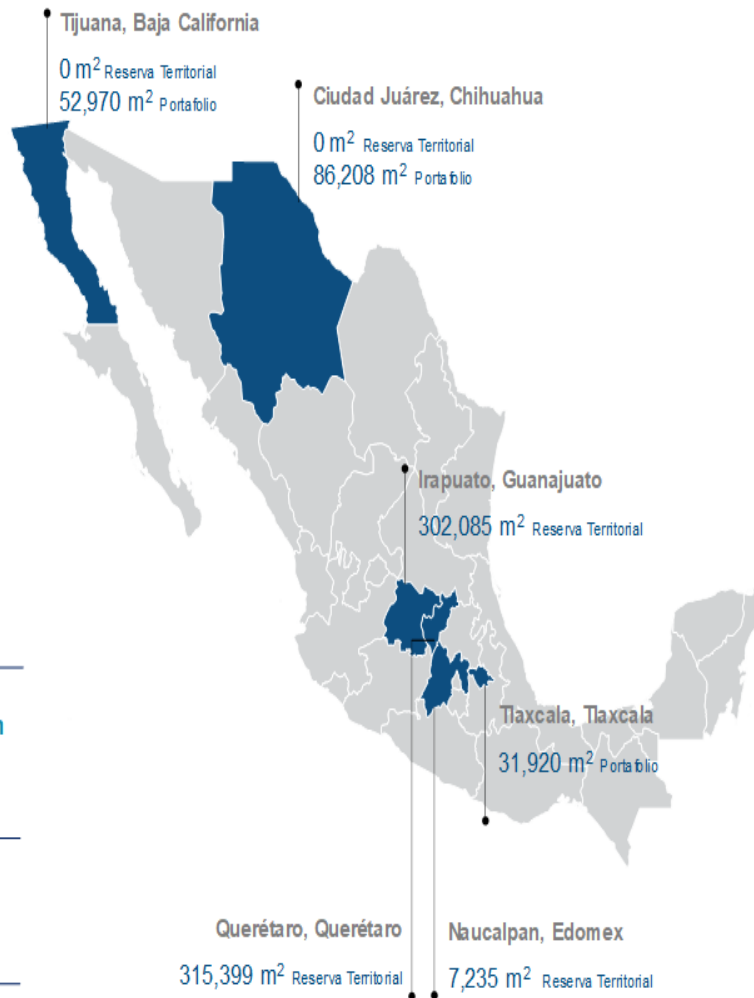 Tijuana, Baja California
0 m² Reserva Territorial
52,970 m² Portafolio
Ciudad Juárez, Chihuahua
0 m² Reserva Territorial
86,208 m² Portafolio
Irapuato, Guanajuato
302,085 m² Reserva Territorial
Tlaxcala, Tlaxcala
31,920 m² Portafolio
Querétaro, Querétaro
315,399 m² Reserva Territorial
Naucalpan, Edomex
7,235 m² Reserva Territorial